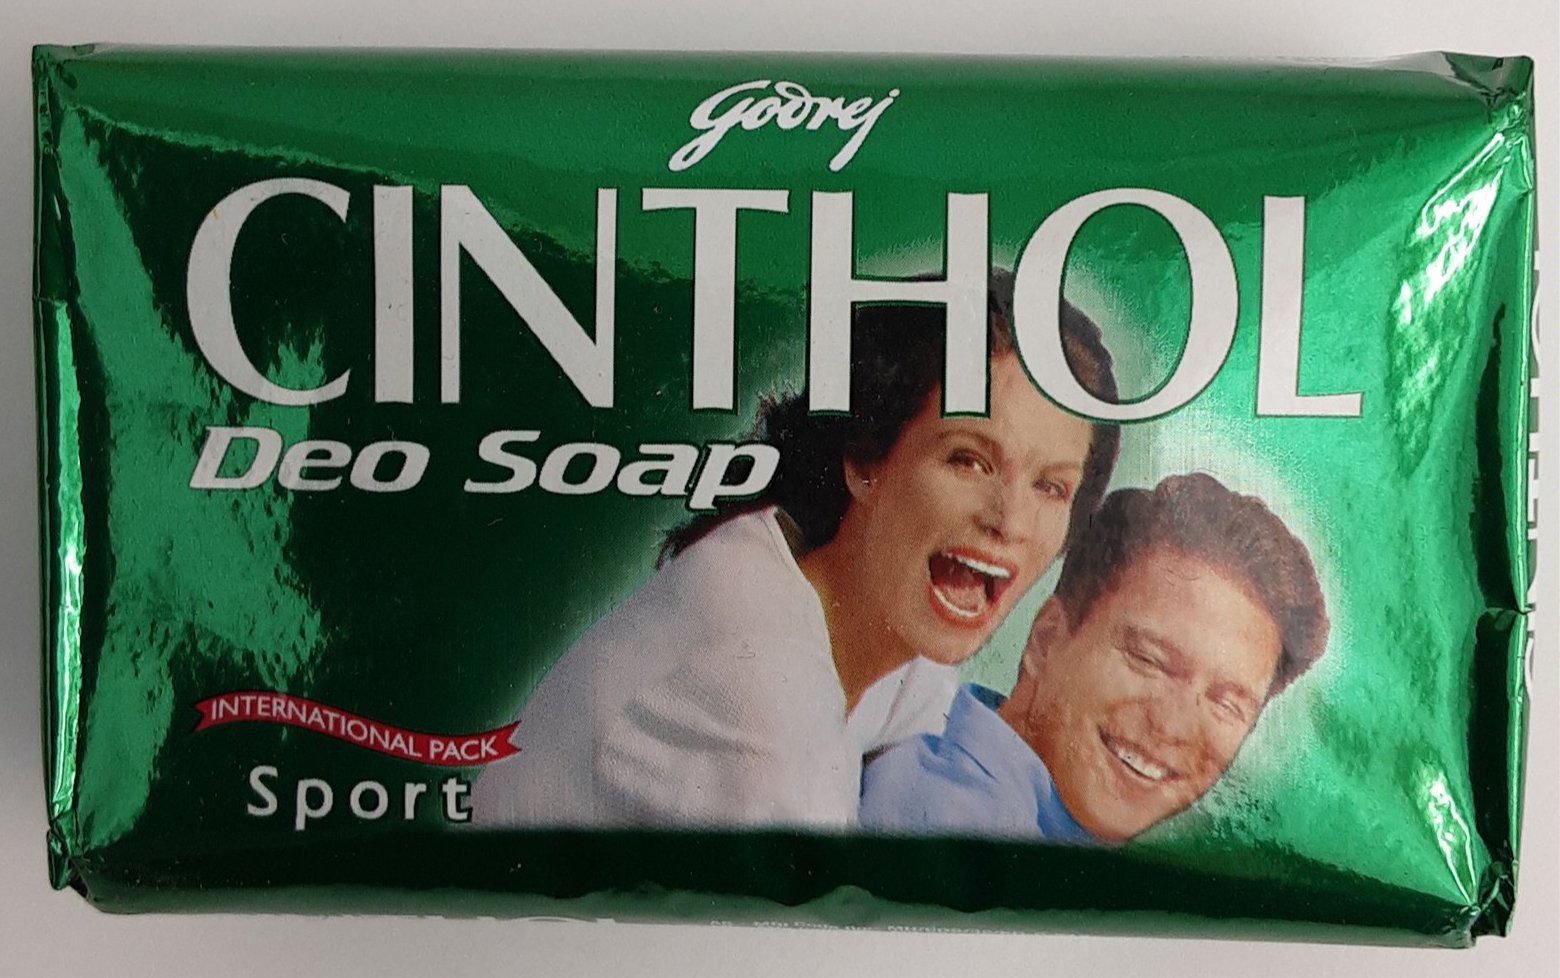 Godrej
CINTHOL
Deo Soap
INTERNATIONAL PACK
Sport